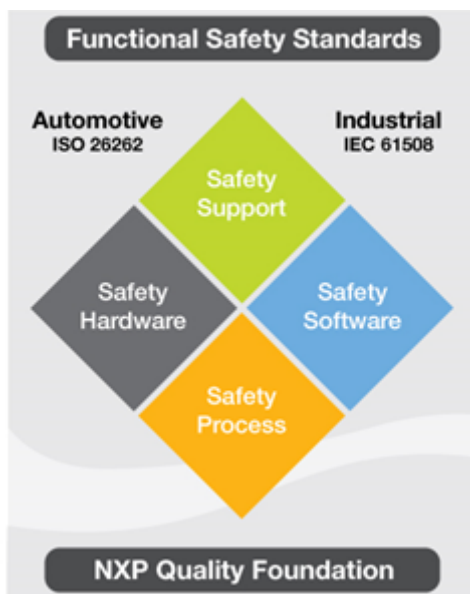 Functional Safety Standards
Automotive
ISO 26262
Industrial
IEC 61508
Safety
Support
Safety
Hardware
Safety
Software
Safety
Process
NXP Quality Foundation